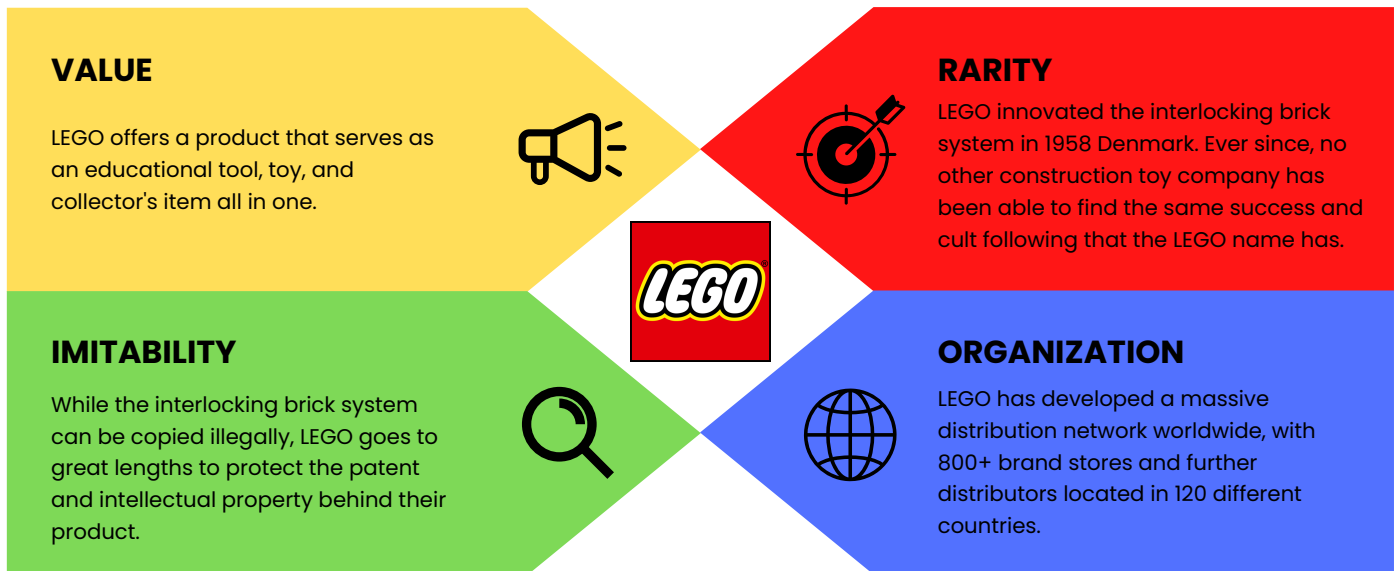 VALUE
LEGO offers a product that serves as
an educational tool, toy, and
collector's item all in one.
RARITY
LEGO innovated the interlocking brick
system in 1958 Denmark. Ever since, no
other construction toy company has
been able to find the same success and
cult following that the LEGO name has.
LEGO®
IMITABILITY
While the interlocking brick system
can be copied illegally, LEGO goes to
great lengths to protect the patent
and intellectual property behind their
product.
ORGANIZATION
LEGO has developed a massive
distribution network worldwide, with
800+ brand stores and further
distributors located in 120 different
countries.